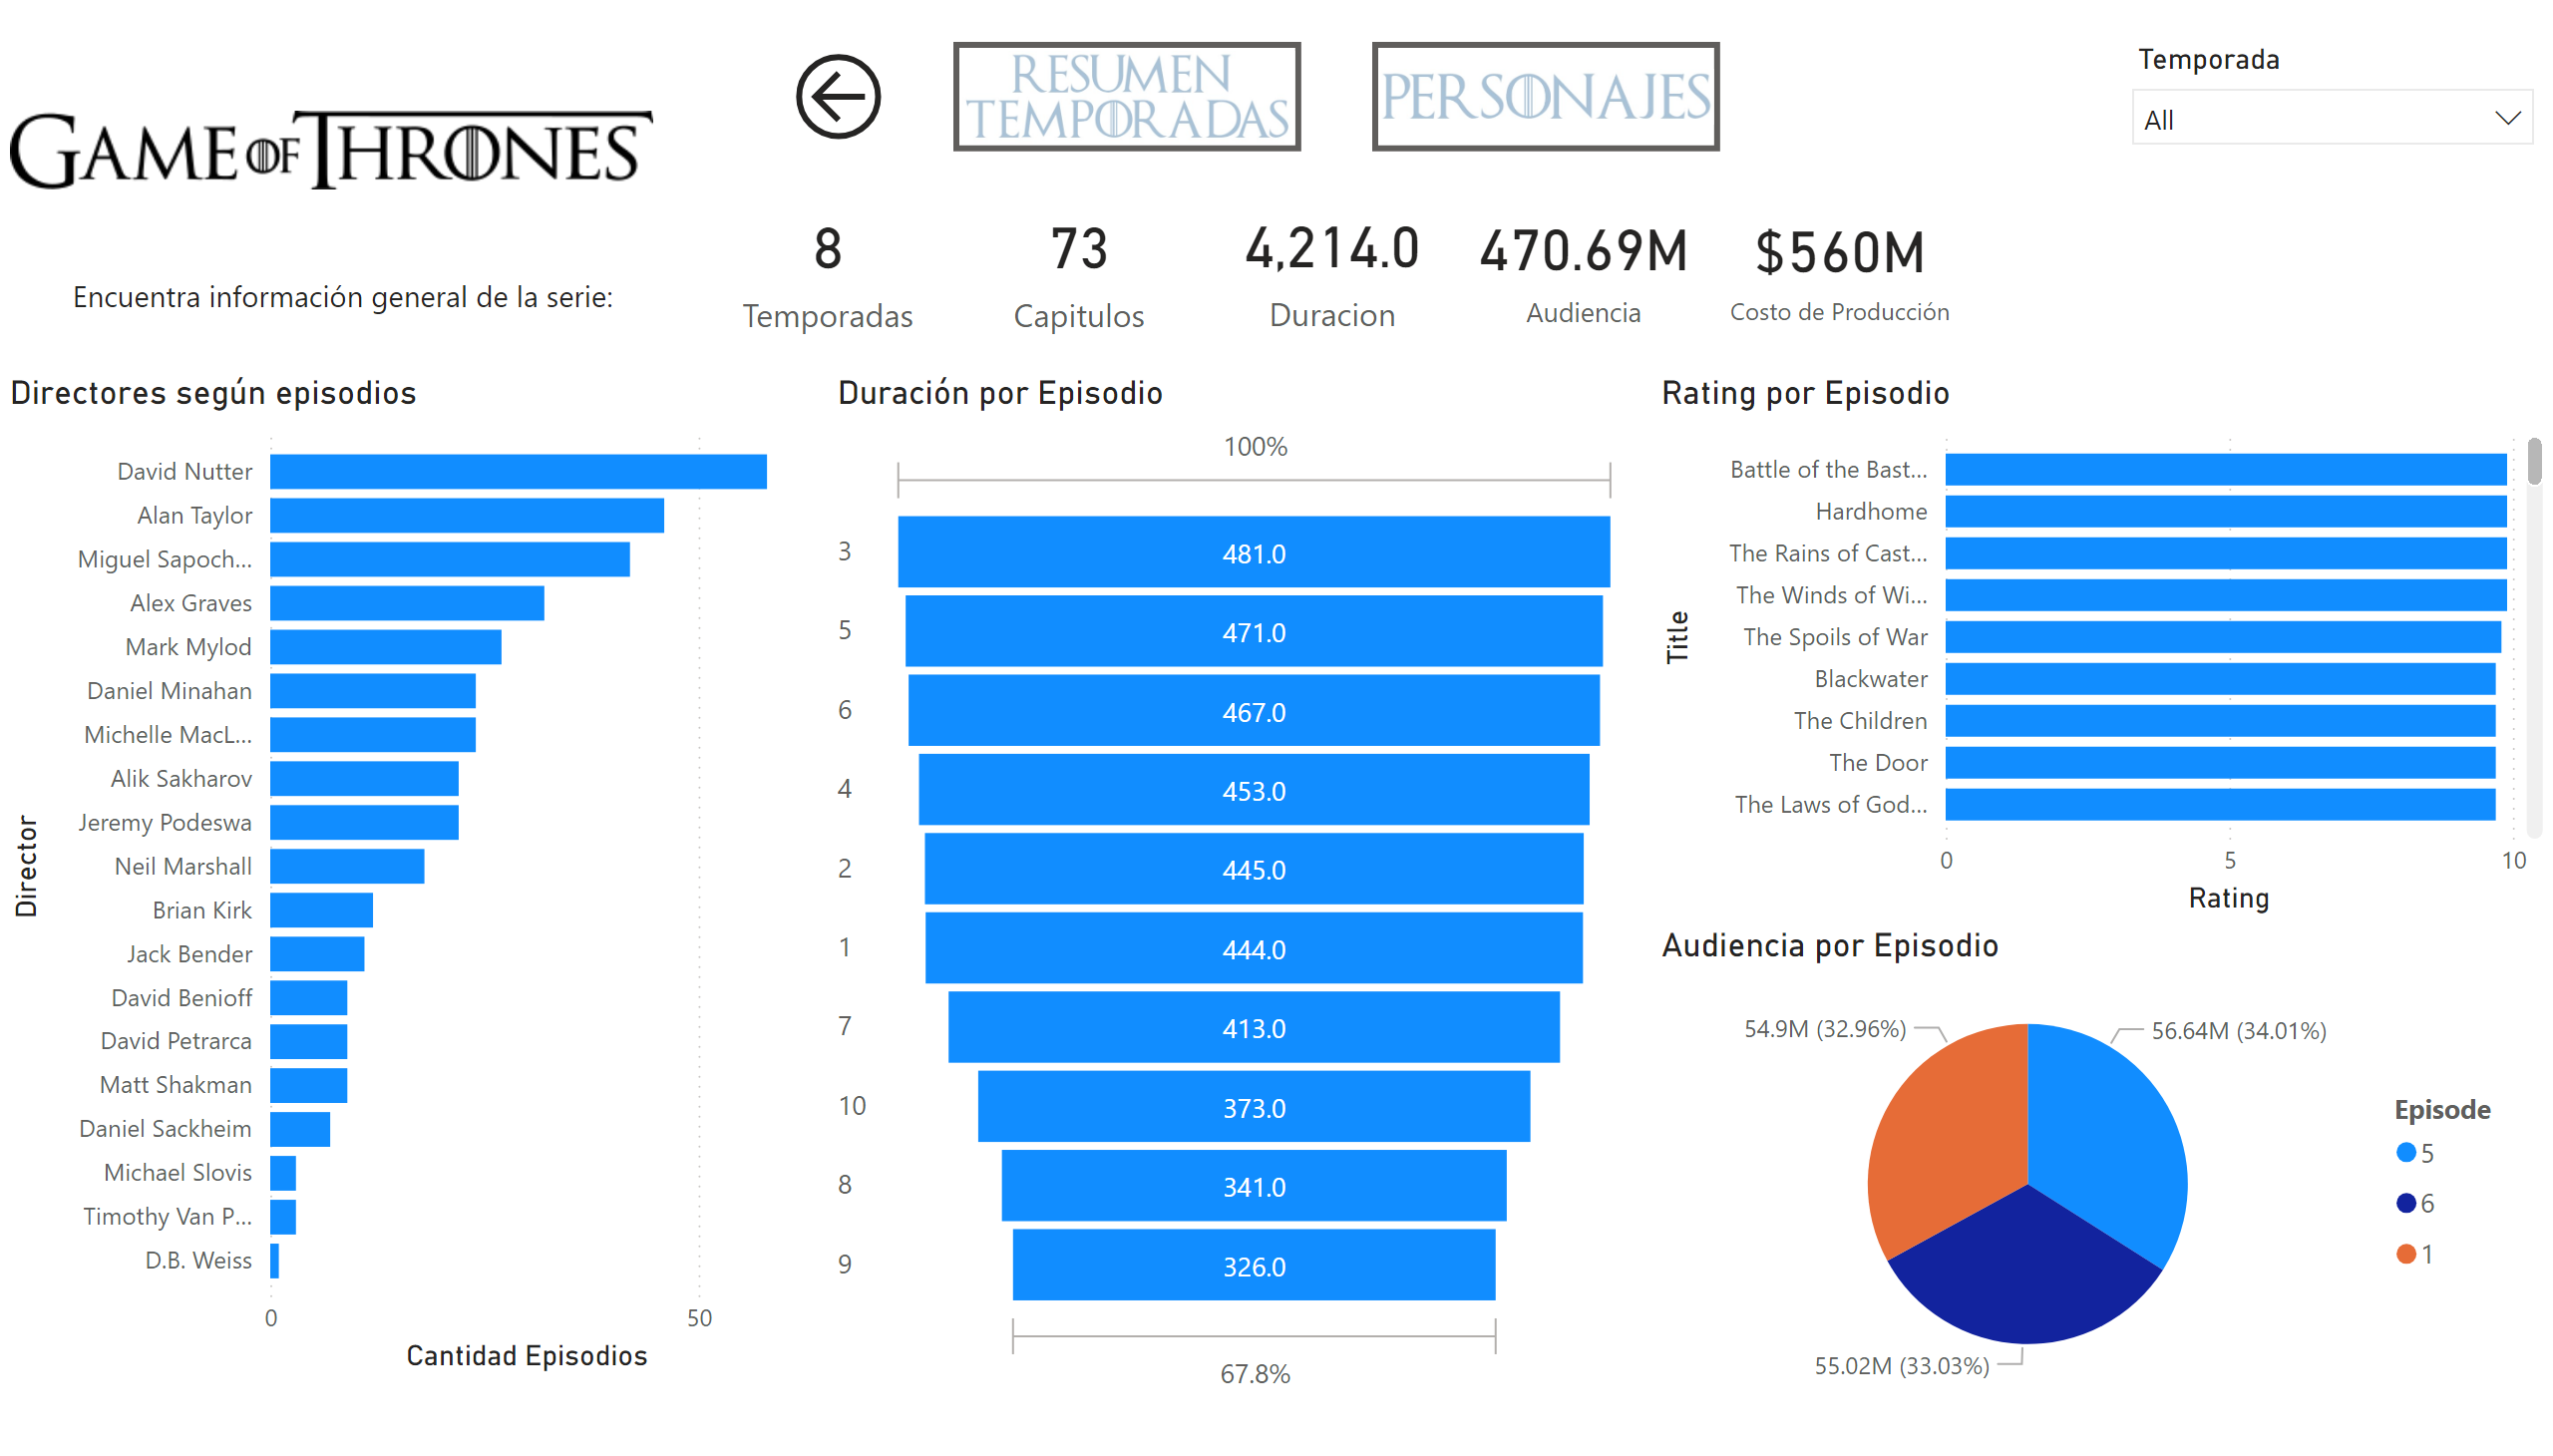 GAME OF THRONES
RESUMEN
TEMPORADAS
PERSONAJES
Temporada
All
Encuentra información general de la serie:
8
Temporadas
73
Capitulos
4,214.0
Duracion
470.69M
Audiencia
$560M
Costo de Producción
Directores según episodios
Director
David Nutter
Alan Taylor
Miguel Sapoch...
Alex Graves
Mark Mylod
Daniel Minahan
Michelle MacL...
Alik Sakharov
Jeremy Podeswa
Neil Marshall
Brian Kirk
Jack Bender
David Benioff
David Petrarca
Matt Shakman
Daniel Sackheim
Michael Slovis
Timothy Van P...
D.B. Weiss
0 50
Cantidad Episodios
Duración por Episodio
100%
3 481.0
5 471.0
6 467.0
4 453.0
2 445.0
1 444.0
7 413.0
10 373.0
8 341.0
9 326.0
67.8%
Rating por Episodio
Title
Battle of the Bast...
Hardhome
The Rains of Cast...
The Winds of Wi...
The Spoils of War
Blackwater
The Children
The Door
The Laws of God...
0 5 10
Rating
Audiencia por Episodio
54.9M (32.96%)
56.64M (34.01%)
55.02M (33.03%)
Episode
5
6
1